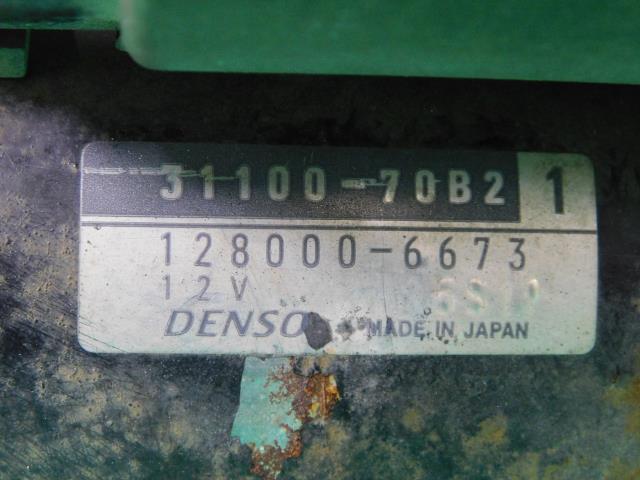 31100-70B2 1
128000-6673
12V
DENSO MADE IN JAPAN